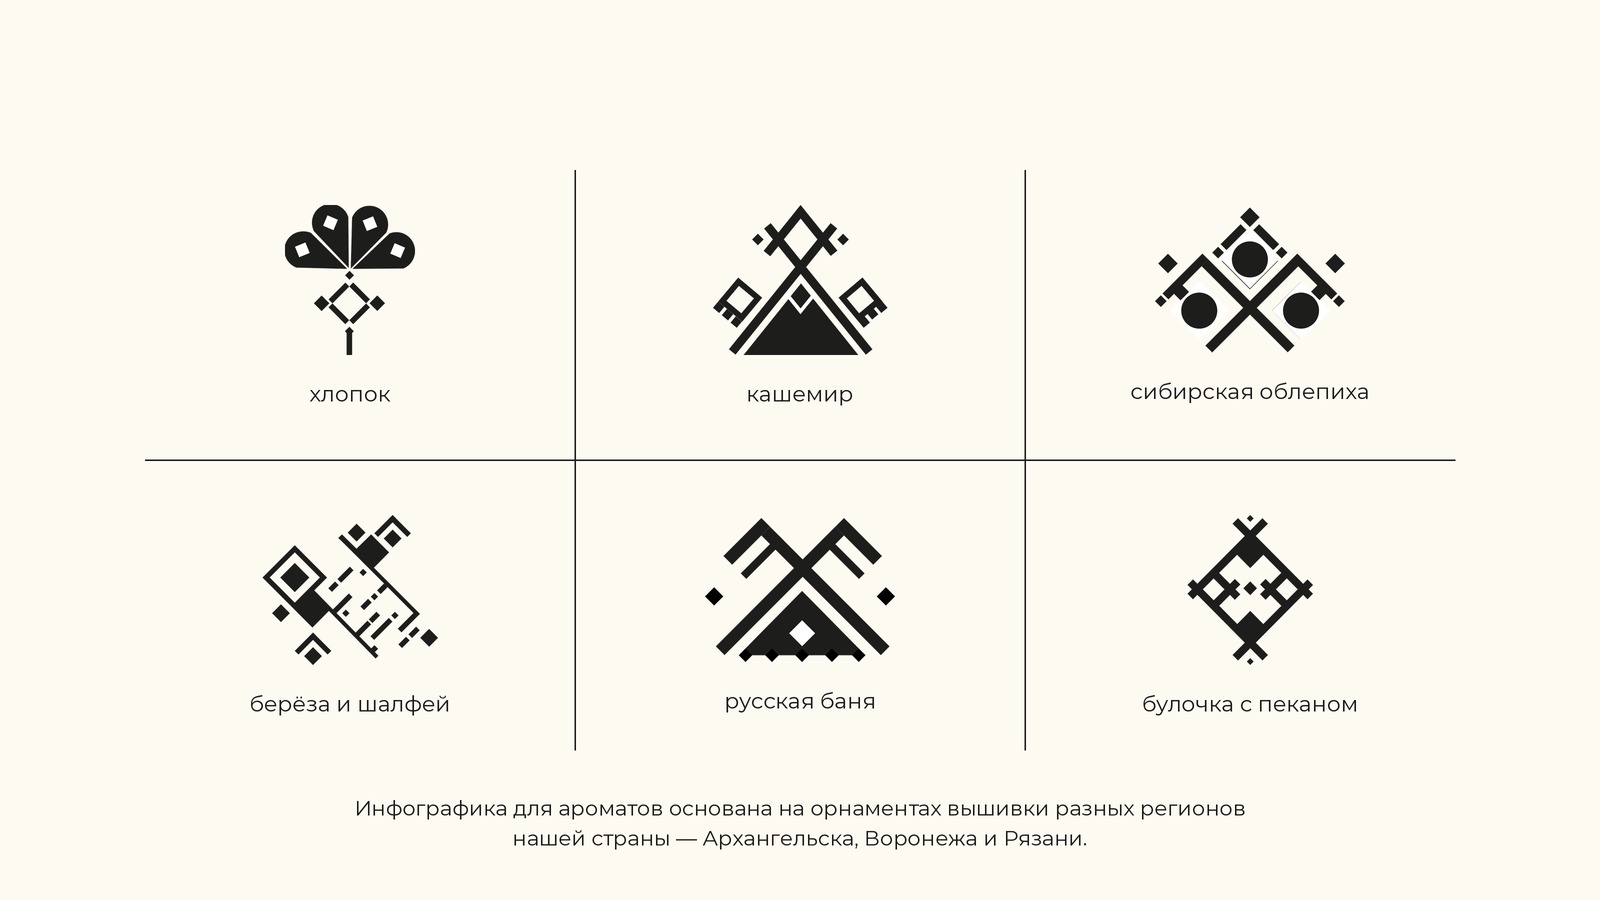 хлопок
кашемир
сибирская облепиха
берёза и шалфей
русская баня
булочка с пеканом
Инфографика для ароматов основана на орнаментах вышивки разных регионов
нашей страны — Архангельска, Воронежа и Рязани.